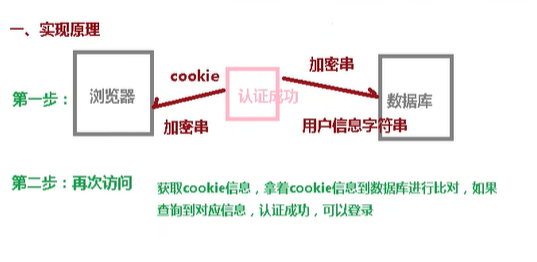 一、实现原理
第一步：
浏览器
cookie
加密串
认证成功
加密串
用户信息字符串
数据库
第二步：再次访问
获取cookie信息，拿着cookie信息到数据库进行比对，如果
查询到对应信息，认证成功，可以登录